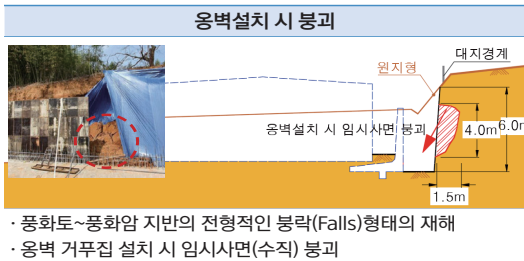 옹벽설치 시 붕괴
대지경계
원지형
옹벽설치 시 임시사면 붕괴
4.0m
6.0m
1.5m
· 풍화토~풍화암 지반의 전형적인 붕락(Falls)형태의 재해
· 옹벽 거푸집 설치 시 임시사면(수직) 붕괴